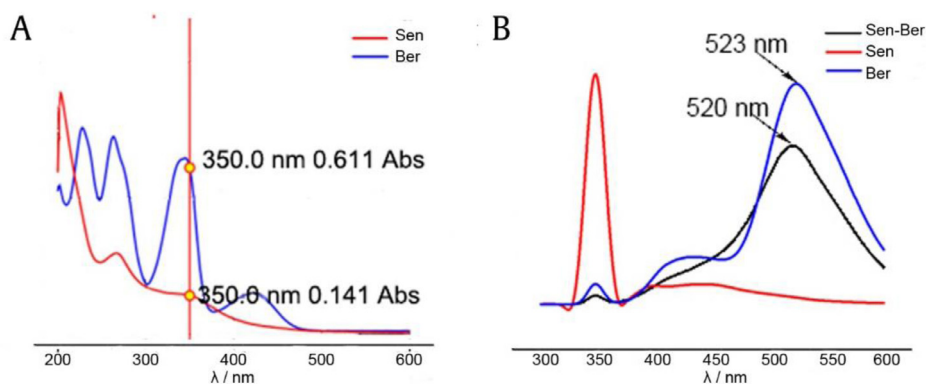 A
Sen
Ber
350.0 nm 0.611 Abs
350.0 nm 0.141 Abs
200 300 400 500 600
λ / nm
B
Sen-Ber
Sen
Ber
523 nm
520 nm
300 350 400 450 500 550 600
λ / nm